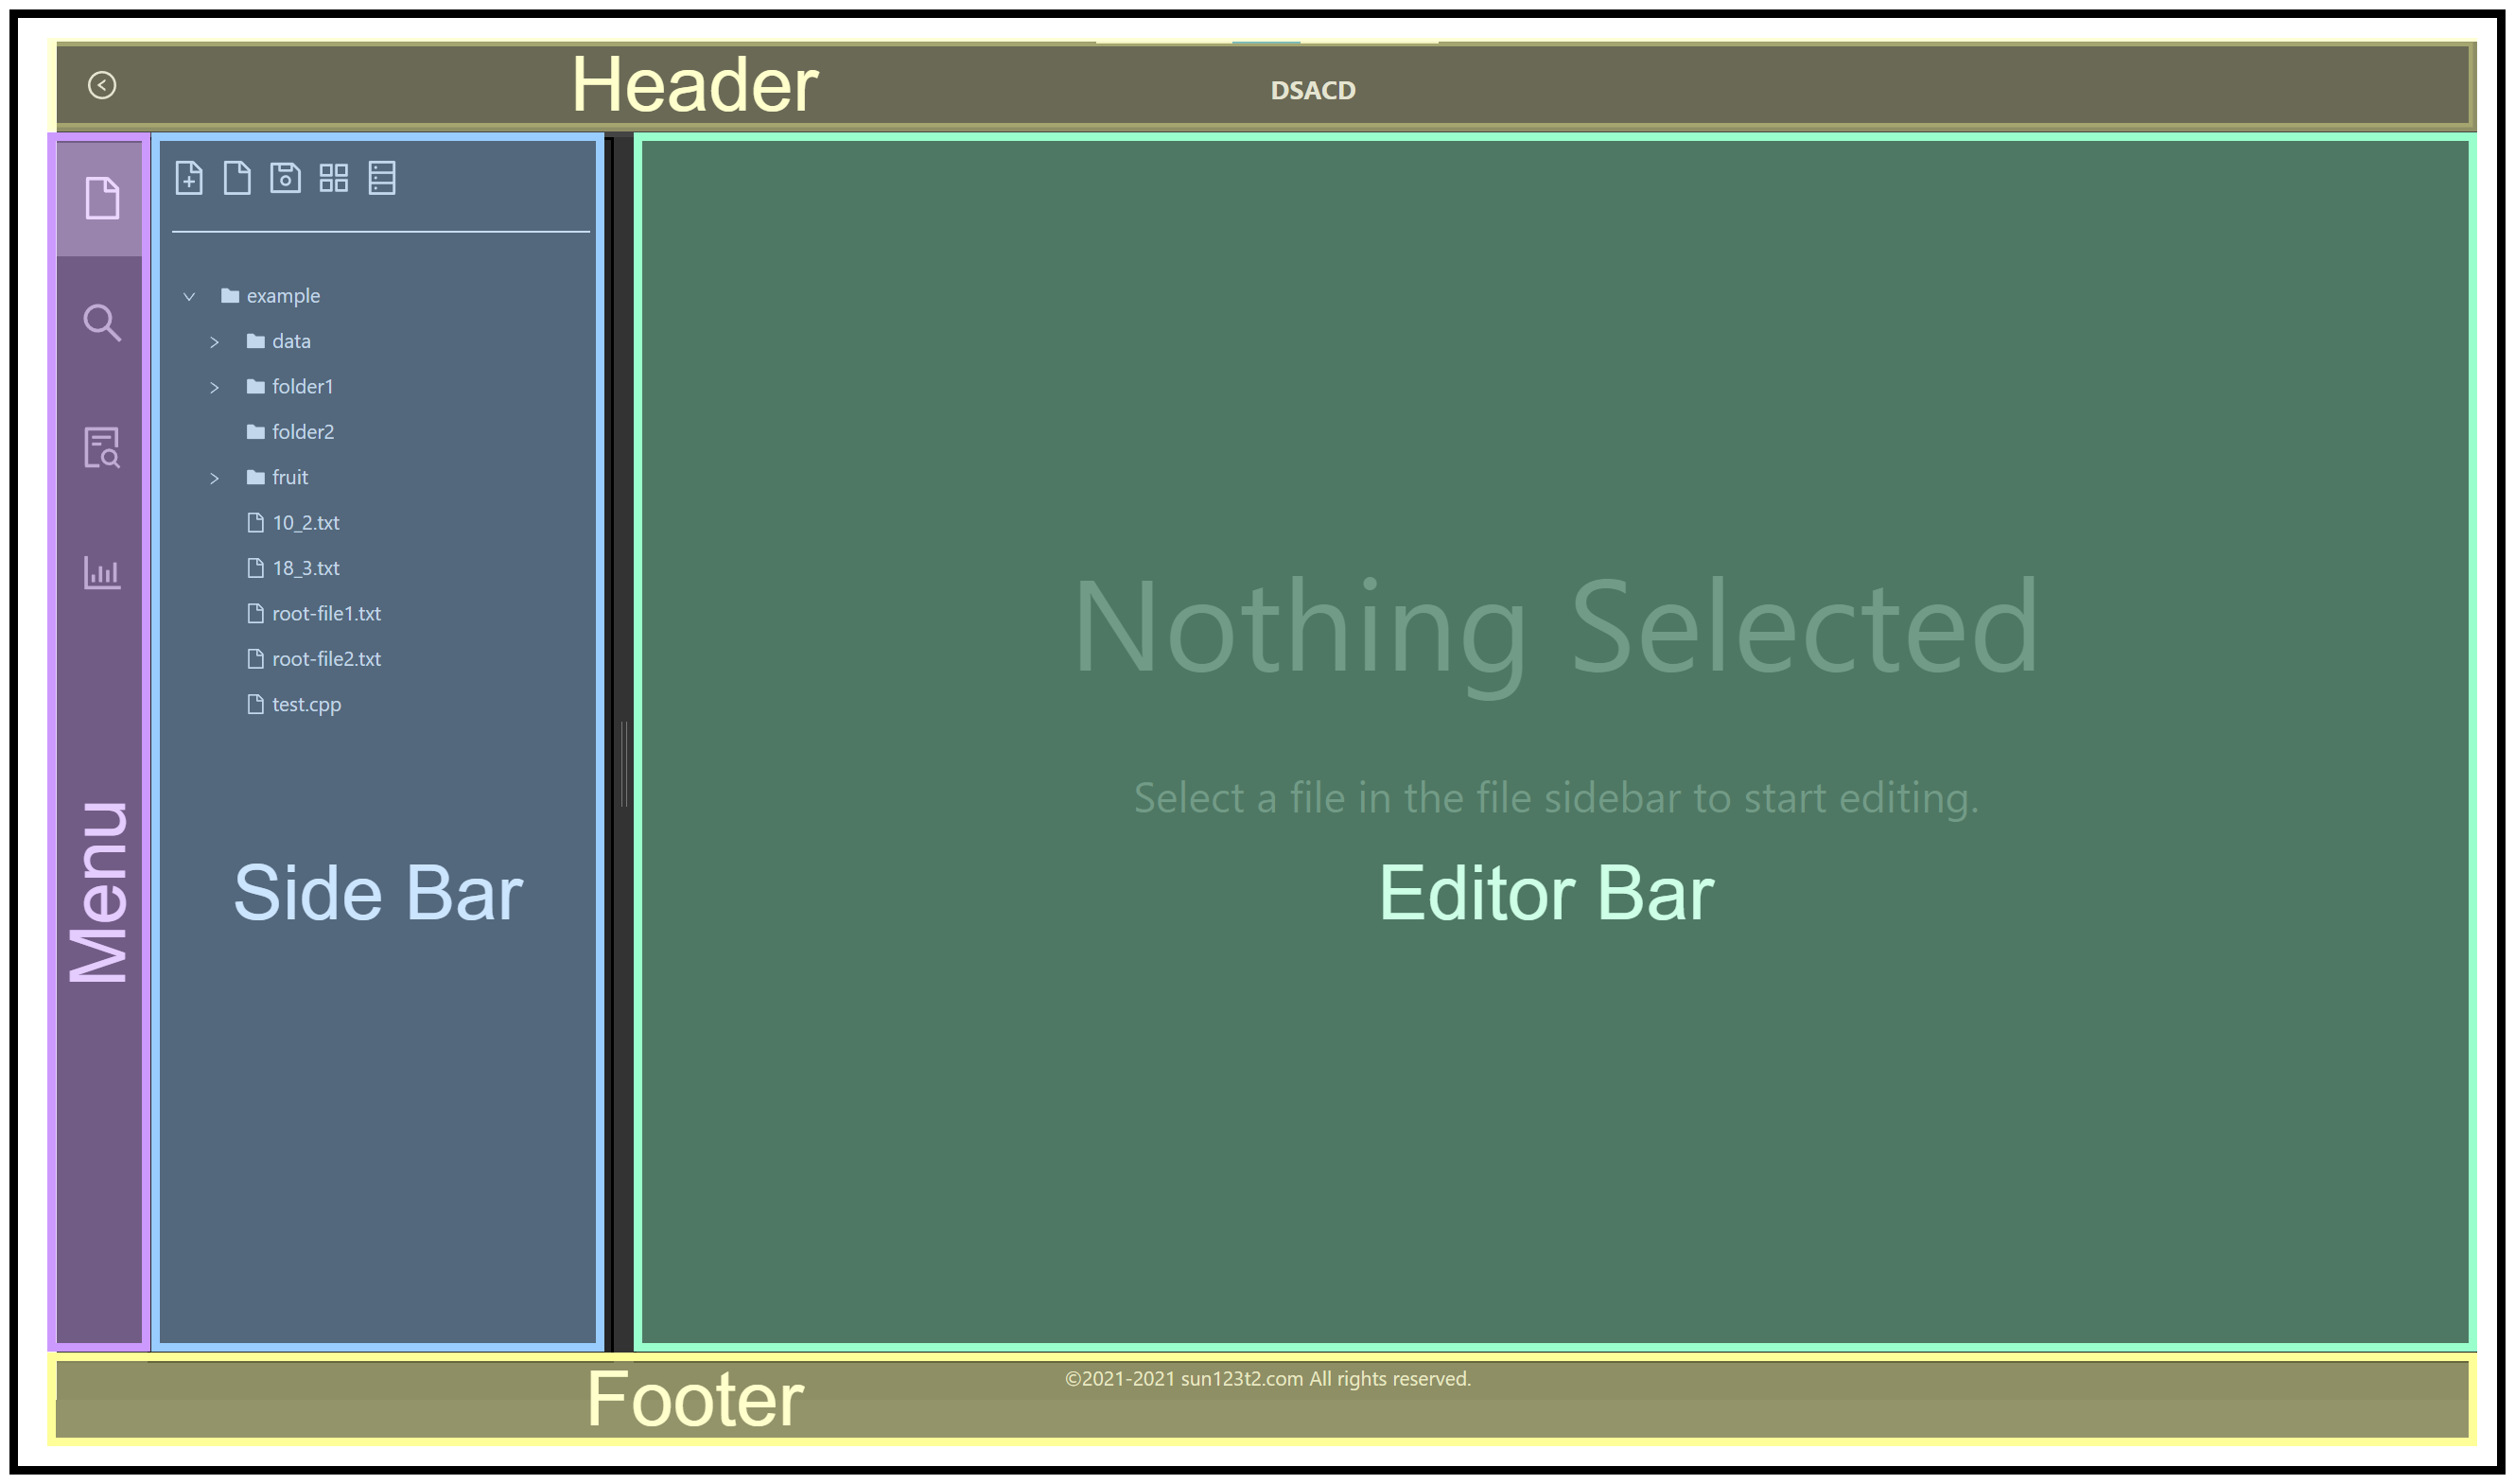 Header
DSACD
example
data
folder1
folder2
fruit
10_2.txt
18_3.txt
root-file1.txt
root-file2.txt
test.cpp
Menu
Side Bar
Nothing Selected
Select a file in the file sidebar to start editing.
Editor Bar
©2021-2021 sun123t2.com All rights reserved.
Footer